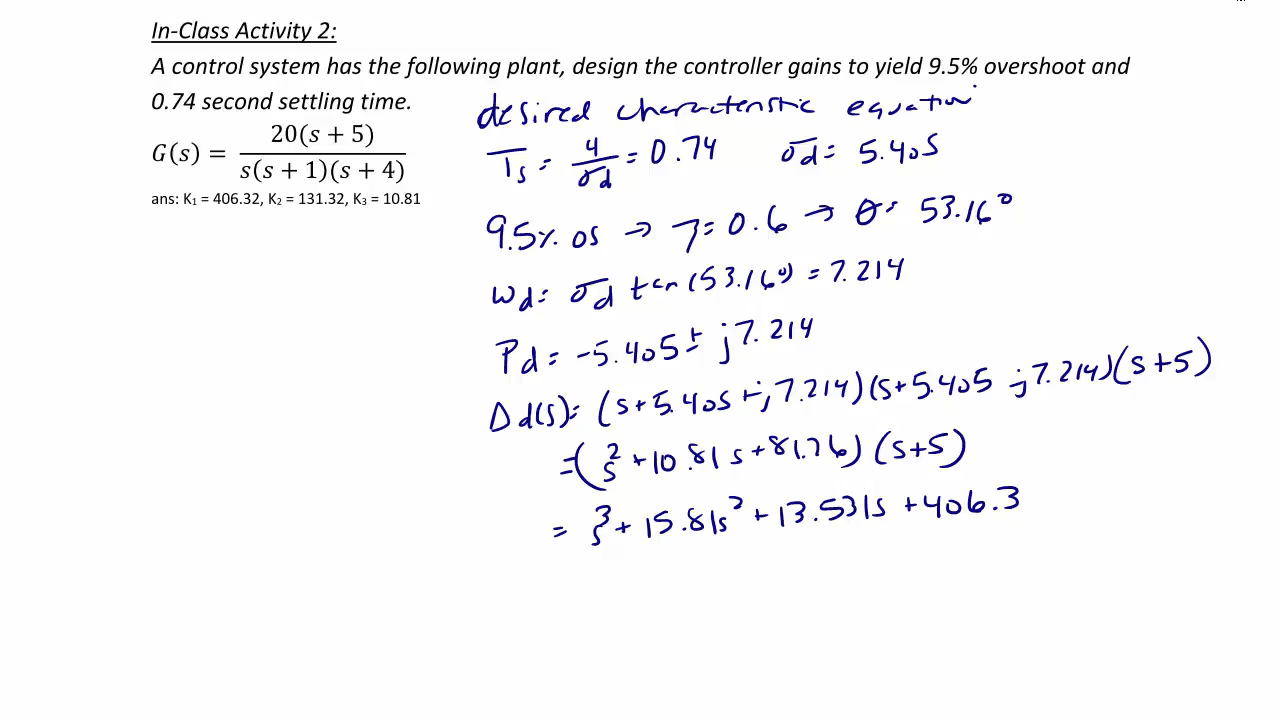 In-Class Activity 2:
A control system has the following plant, design the controller gains to yield 9.5% overshoot and
0.74 second settling time.
G(s) = 20(s + 5) / s(s + 1)(s + 4)
ans: K₁ = 406.32, K₂ = 131.32, K₃ = 10.81
desired characteristic equation
Ts = 4/σd = 0.74 σd = 5.405
9.5% OS → ζ = 0.6 → θ = 53.16°
ωd = σd tan(53.16°) = 7.214
Pd = -5.405 ± j7.214
Δd(s) = (s+5.405+j7.214)(s+5.405-j7.214)(s+5)
= (s²+10.81s+81.26)(s+5)
= s³+15.81s²+13.531s+406.3